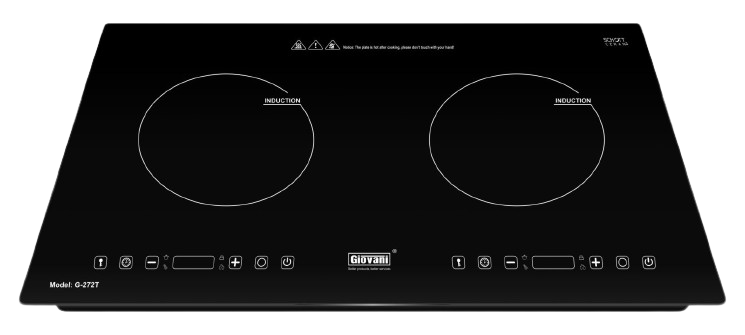 Notice: The plate is hot after cooking, please don't touch with your hand!
SCHOTT
CERAN
INDUCTION
INDUCTION
Giovani®
Better products better services
Model: G-272T